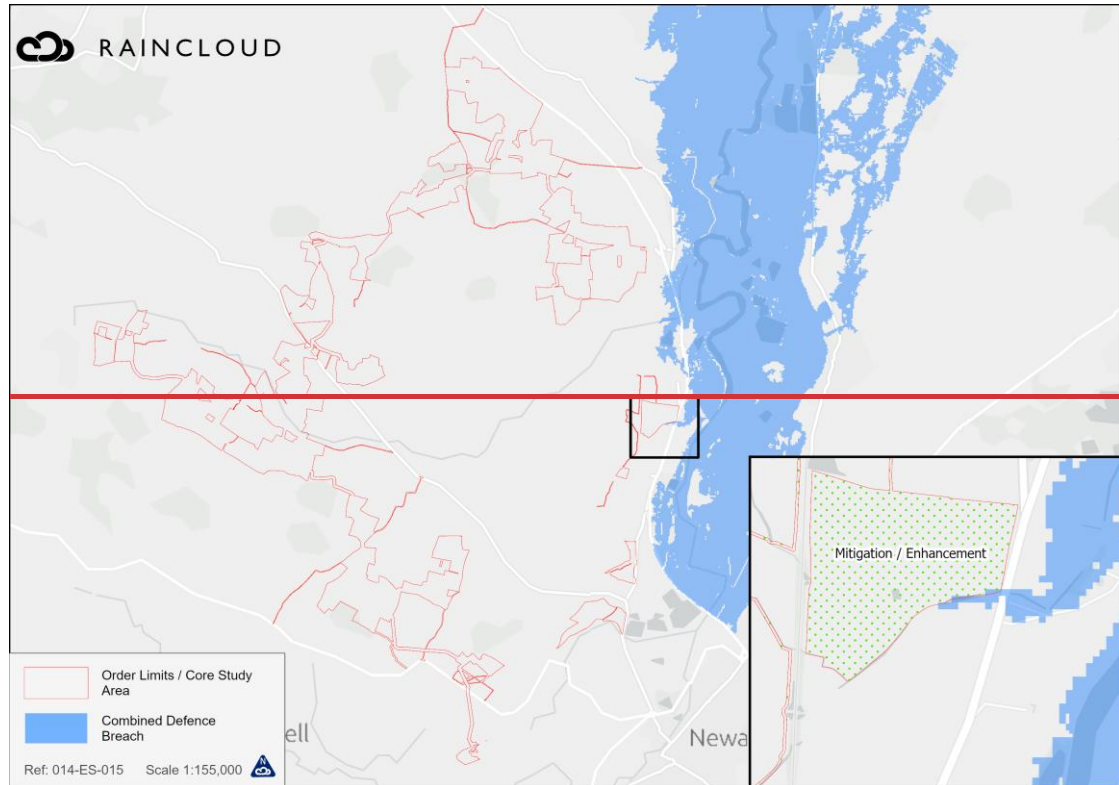 RAINCLOUD
Mitigation / Enhancement
Order Limits / Core Study
Area
Combined Defence
Breach
ell
Newa
Ref: 014-ES-015 Scale 1:155,000
N